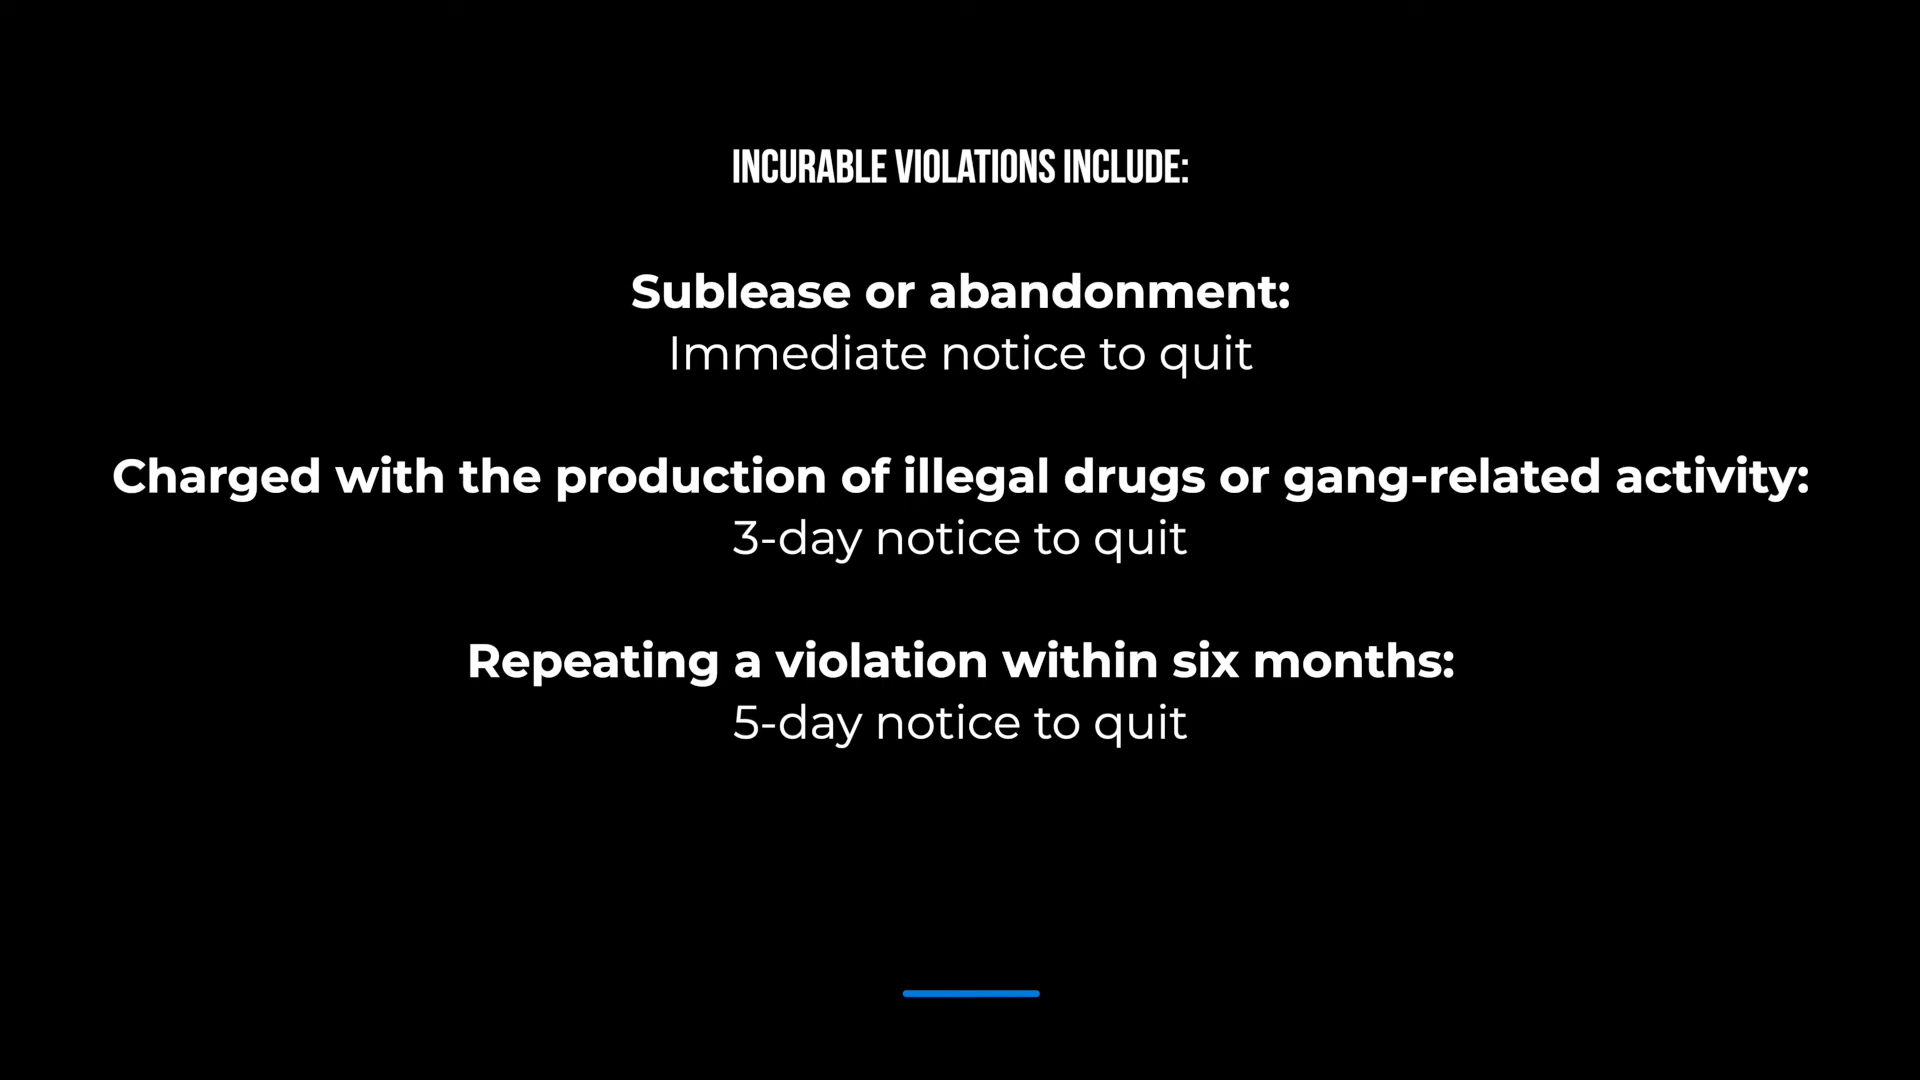 INCURABLE VIOLATIONS INCLUDE:
Sublease or abandonment:
Immediate notice to quit
Charged with the production of illegal drugs or gang-related activity:
3-day notice to quit
Repeating a violation within six months:
5-day notice to quit